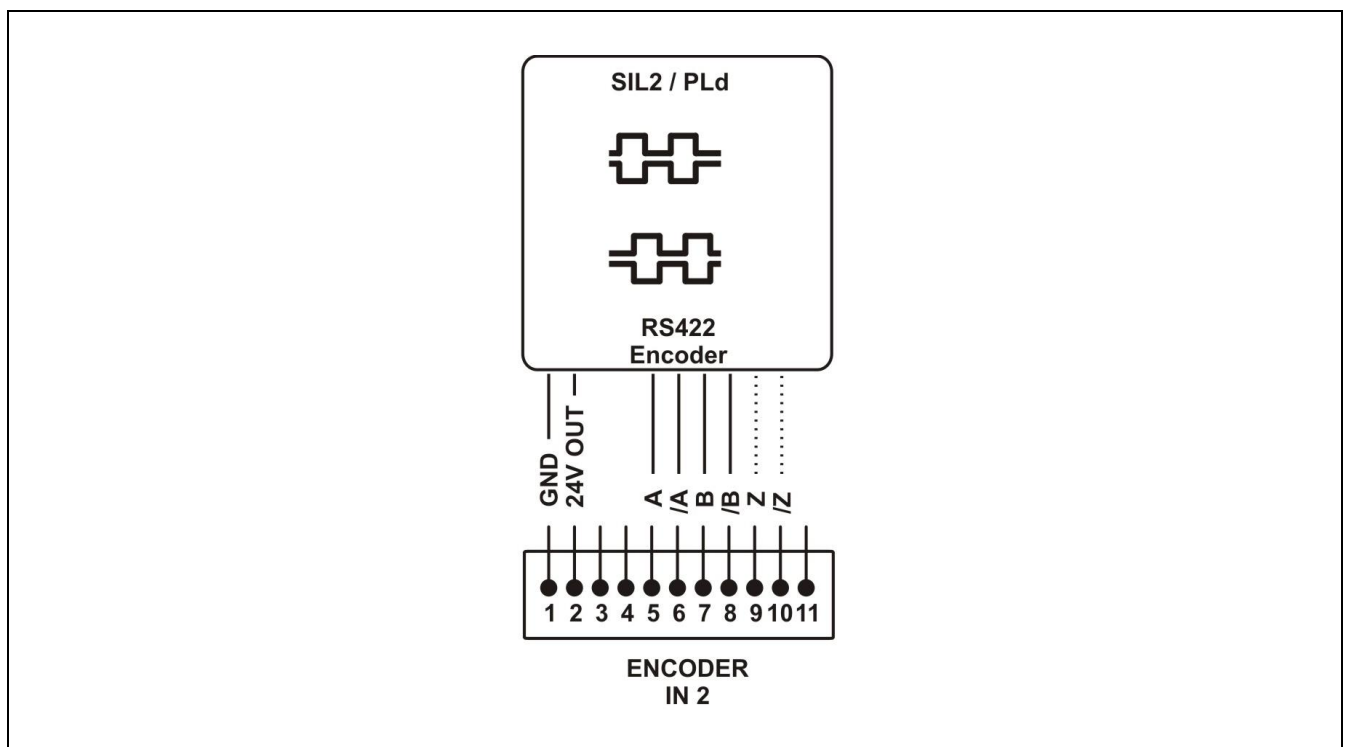 SIL2 / PLd
RS422
Encoder
GND
24V OUT
A
/A
B
/B
Z
/Z
1 2 3 4 5 6 7 8 9 10 11
ENCODER
IN 2